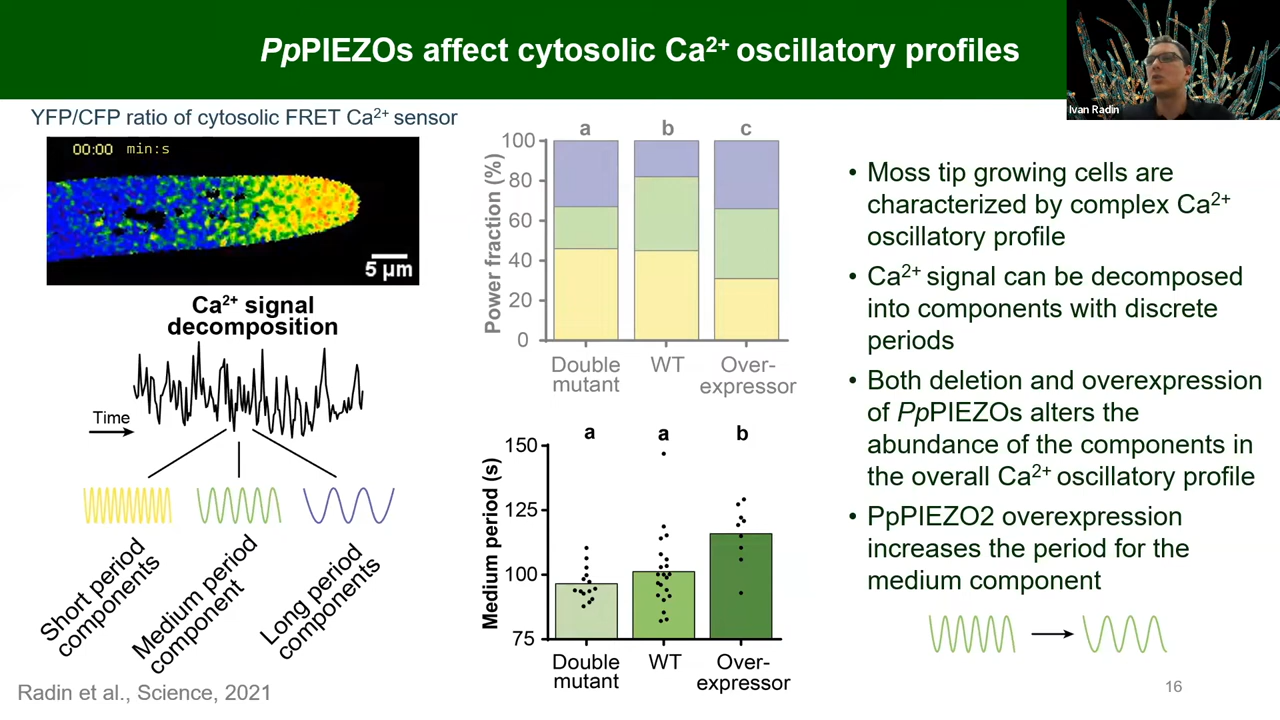 PpPIEZOs affect cytosolic Ca2+ oscillatory profiles
Ivan Radin
YFP/CFP ratio of cytosolic FRET Ca2+ sensor
00:00 min:s
5 µm
Ca2+ signal
decomposition
Time
Short period
components
Medium period
component
Long period
components
Radin et al., Science, 2021
Power fraction (%)
100
80
60
40
20
0
a
b
c
Double
mutant
WT
Over-
expressor
Medium period (s)
150
125
100
75
a
a
b
Double
mutant
WT
Over-
expressor
• Moss tip growing cells are
characterized by complex Ca2+
oscillatory profile
• Ca2+ signal can be decomposed
into components with discrete
periods
• Both deletion and overexpression
of PpPIEZOs alters the
abundance of the components in
the overall Ca2+ oscillatory profile
• PpPIEZO2 overexpression
increases the period for the
medium component
16